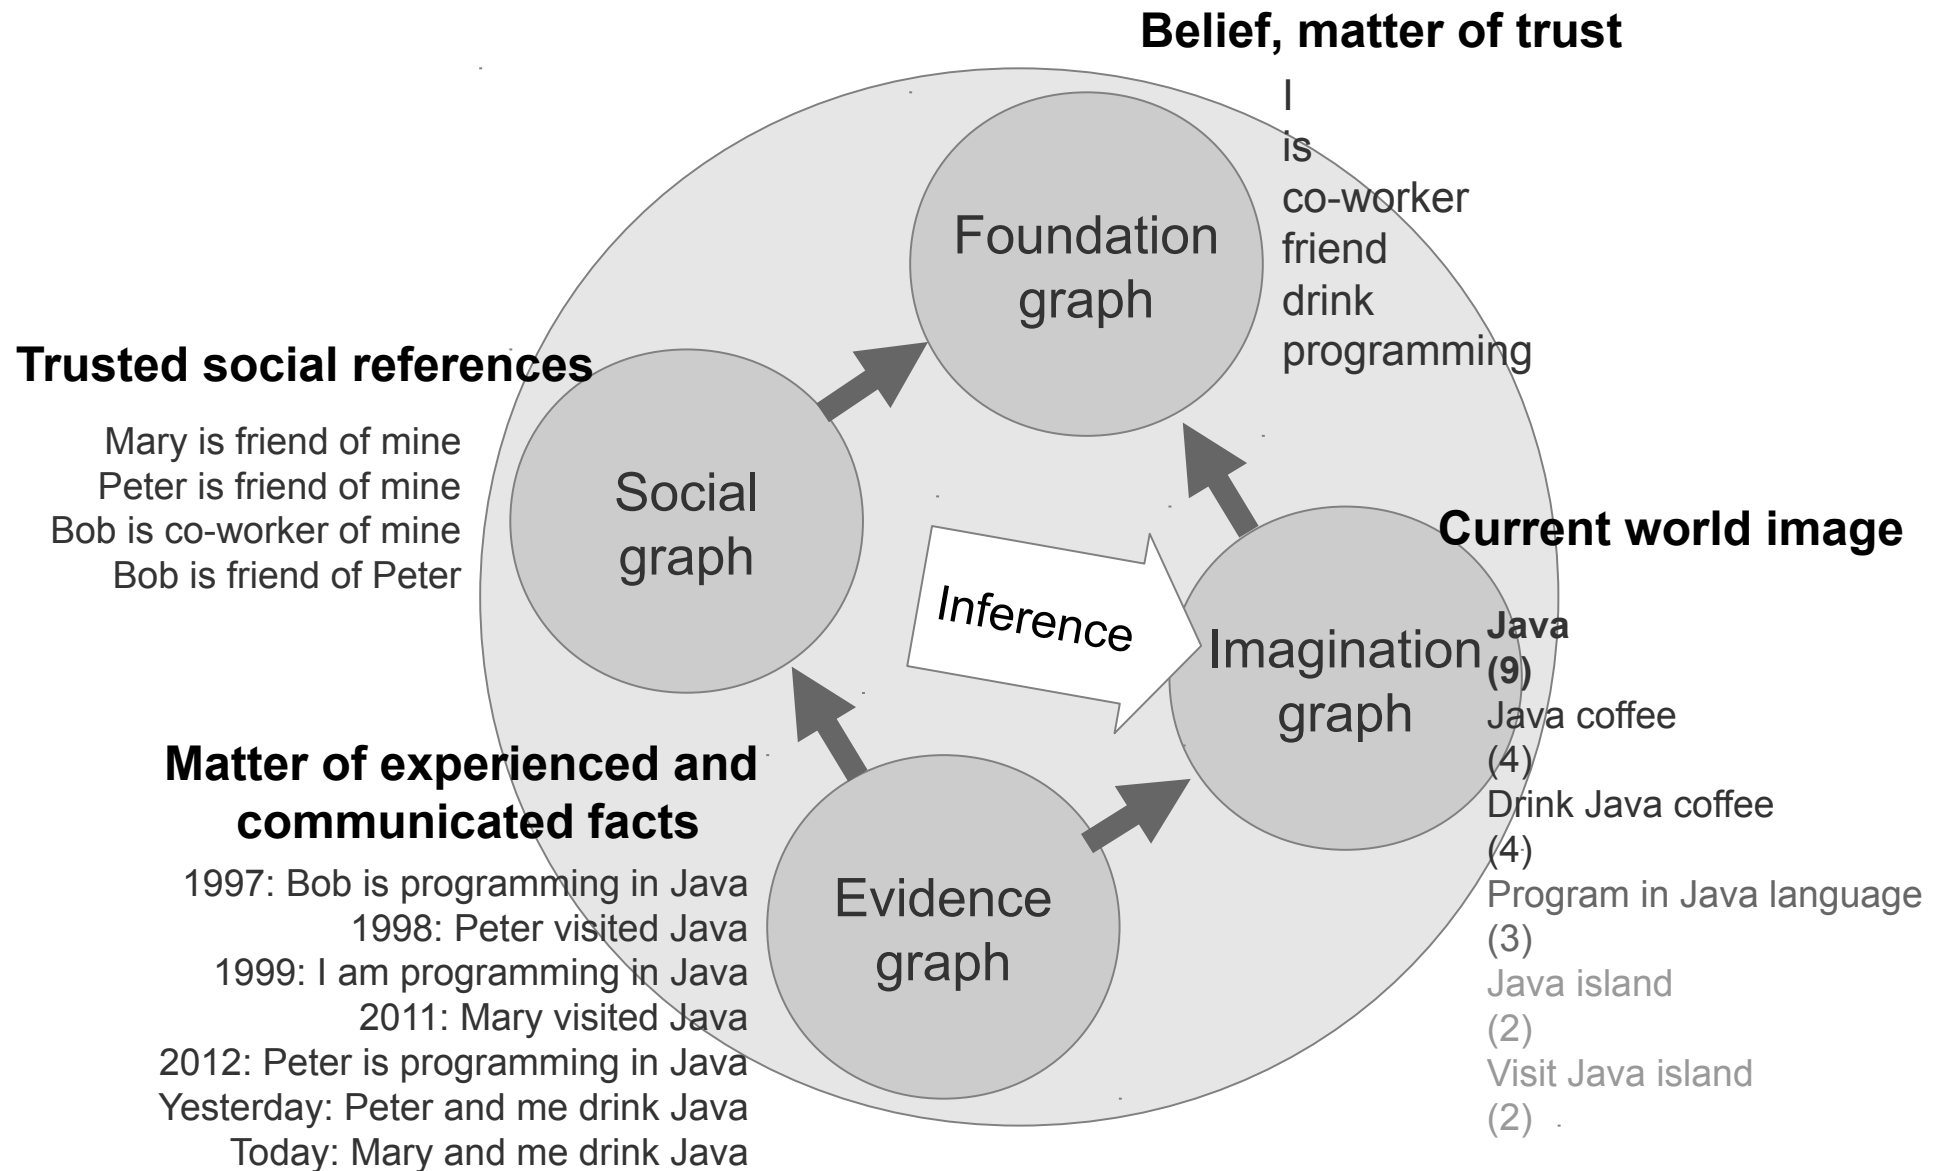 Belief, matter of trust
I
is
co-worker
friend
drink
programming
Foundation
graph
Trusted social references
Mary is friend of mine
Peter is friend of mine
Bob is co-worker of mine
Bob is friend of Peter
Social
graph
Inference
Current world image
Imagination
graph
Java
(9)
Java coffee
(4)
Drink Java coffee
(4)
Program in Java language
(3)
Java island
(2)
Visit Java island
(2)
Matter of experienced and
communicated facts
1997: Bob is programming in Java
1998: Peter visited Java
1999: I am programming in Java
2011: Mary visited Java
2012: Peter is programming in Java
Yesterday: Peter and me drink Java
Today: Mary and me drink Java
Evidence
graph